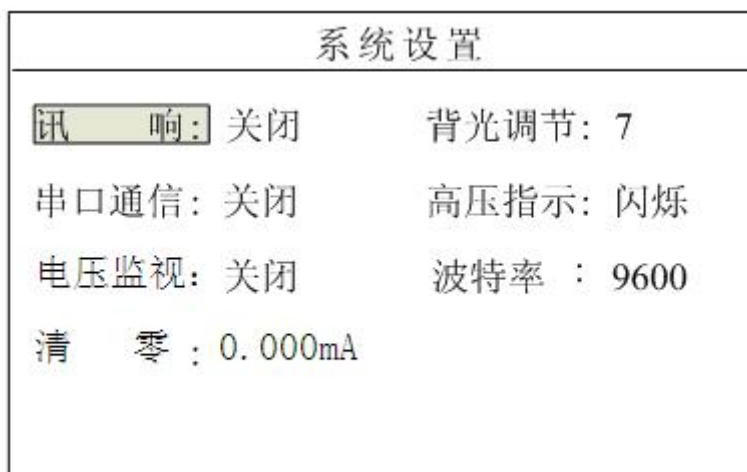 系统设置
讯 响: 关闭 背光调节: 7
串口通信: 关闭 高压指示: 闪烁
电压监视: 关闭 波特率 : 9600
清 零: 0.000mA